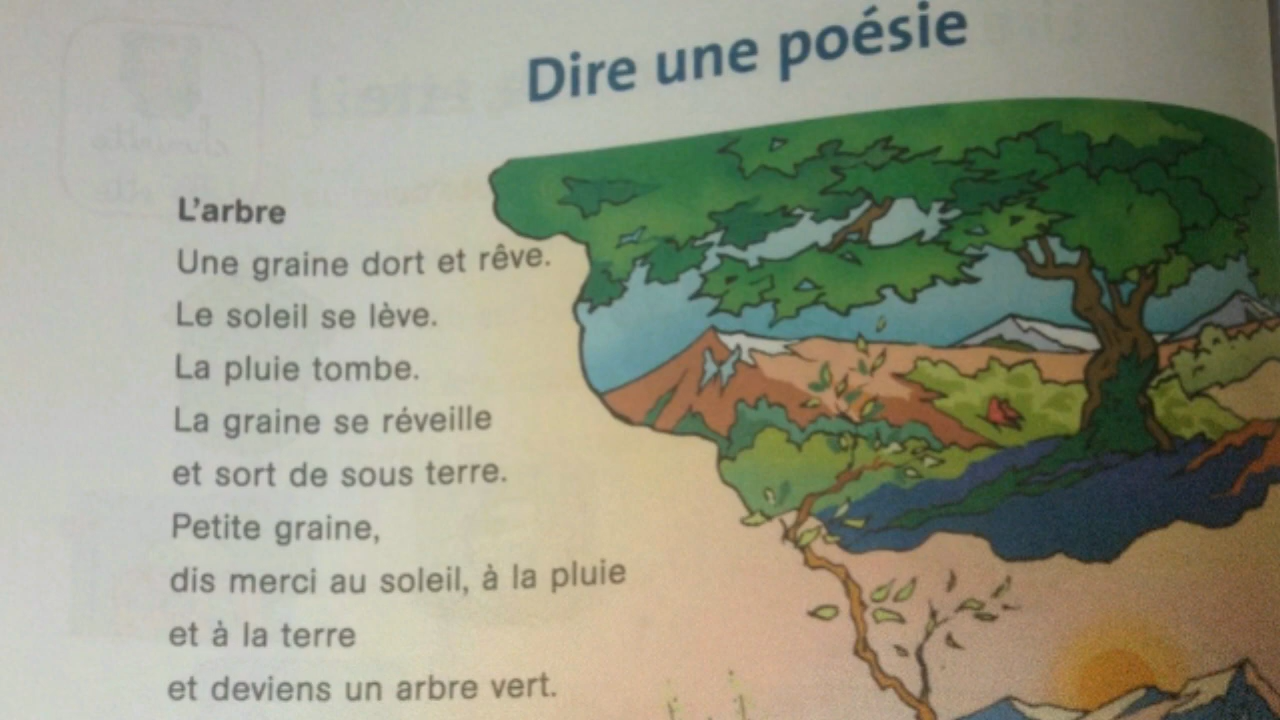 Dire une poésie
L'arbre
Une graine dort et rêve.
Le soleil se lève.
La pluie tombe.
La graine se réveille
et sort de sous terre.
Petite graine,
dis merci au soleil, à la pluie
et à la terre
et deviens un arbre vert.